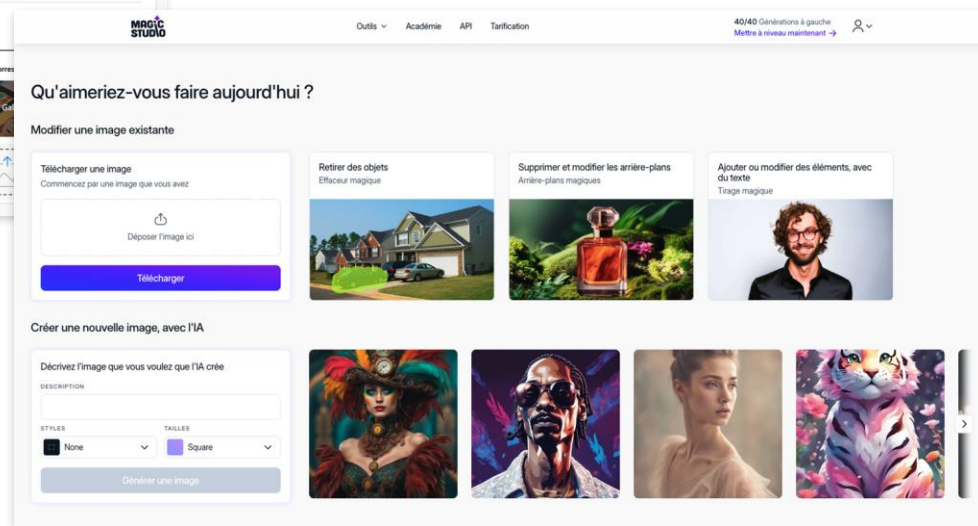 MAGIC
STUDIO
Outils
Académie
API
Tarification
40/40 Générations à gauche
Mettre à niveau maintenant →
Qu'aimeriez-vous faire aujourd'hui ?
Modifier une image existante
Télécharger une image
Commencez par une image que vous avez
Déposer l'image ici
Télécharger
Retirer des objets
Effaceur magique
Supprimer et modifier les arrière-plans
Arrière-plans magiques
Ajouter ou modifier des éléments, avec
du texte
Tirage magique
Créer une nouvelle image, avec l'IA
Décrivez l'image que vous voulez que l'IA crée
DESCRIPTION
STYLES
TAILLES
None
Square
Générer une image